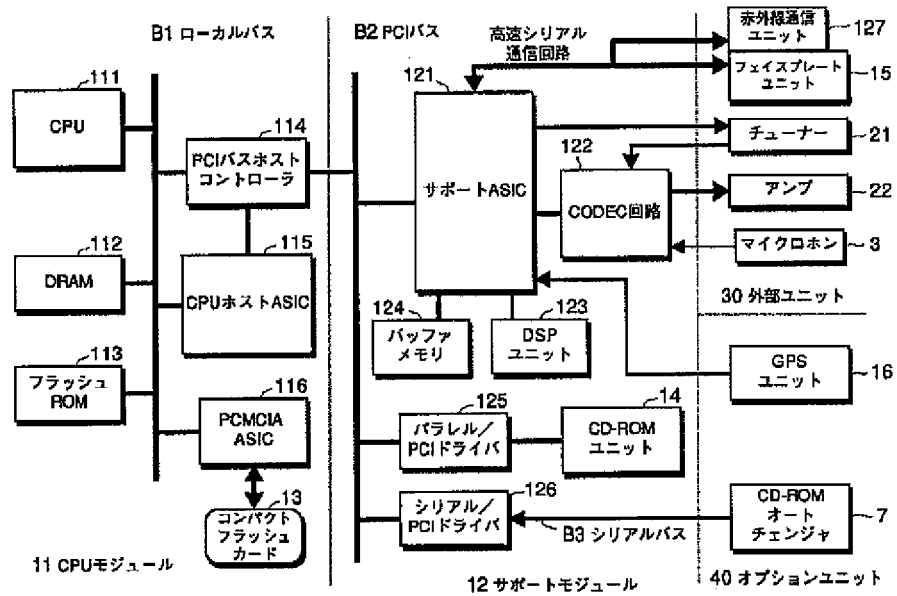 B1 ローカルバス
111
CPU
114
PCIバスホスト
コントローラ
112
DRAM
115
CPUホストASIC
113
フラッシュ
ROM
116
PCMCIA
ASIC
13
コンパクト
フラッシュ
カード
11 CPUモジュール
B2 PCIバス
高速シリアル
通信回路
121
サポートASIC
122
CODEC回路
124
バッファ
メモリ
123
DSP
ユニット
125
パラレル/
PCIドライバ
14
CD-ROM
ユニット
126
シリアル/
PCIドライバ
B3 シリアルバス
12 サポートモジュール
赤外線通信
ユニット
127
フェイスプレート
ユニット
15
チューナー
21
アンプ
22
マイクロホン
3
30 外部ユニット
GPS
ユニット
16
CD-ROM
オート
チェンジャ
7
40 オプションユニット